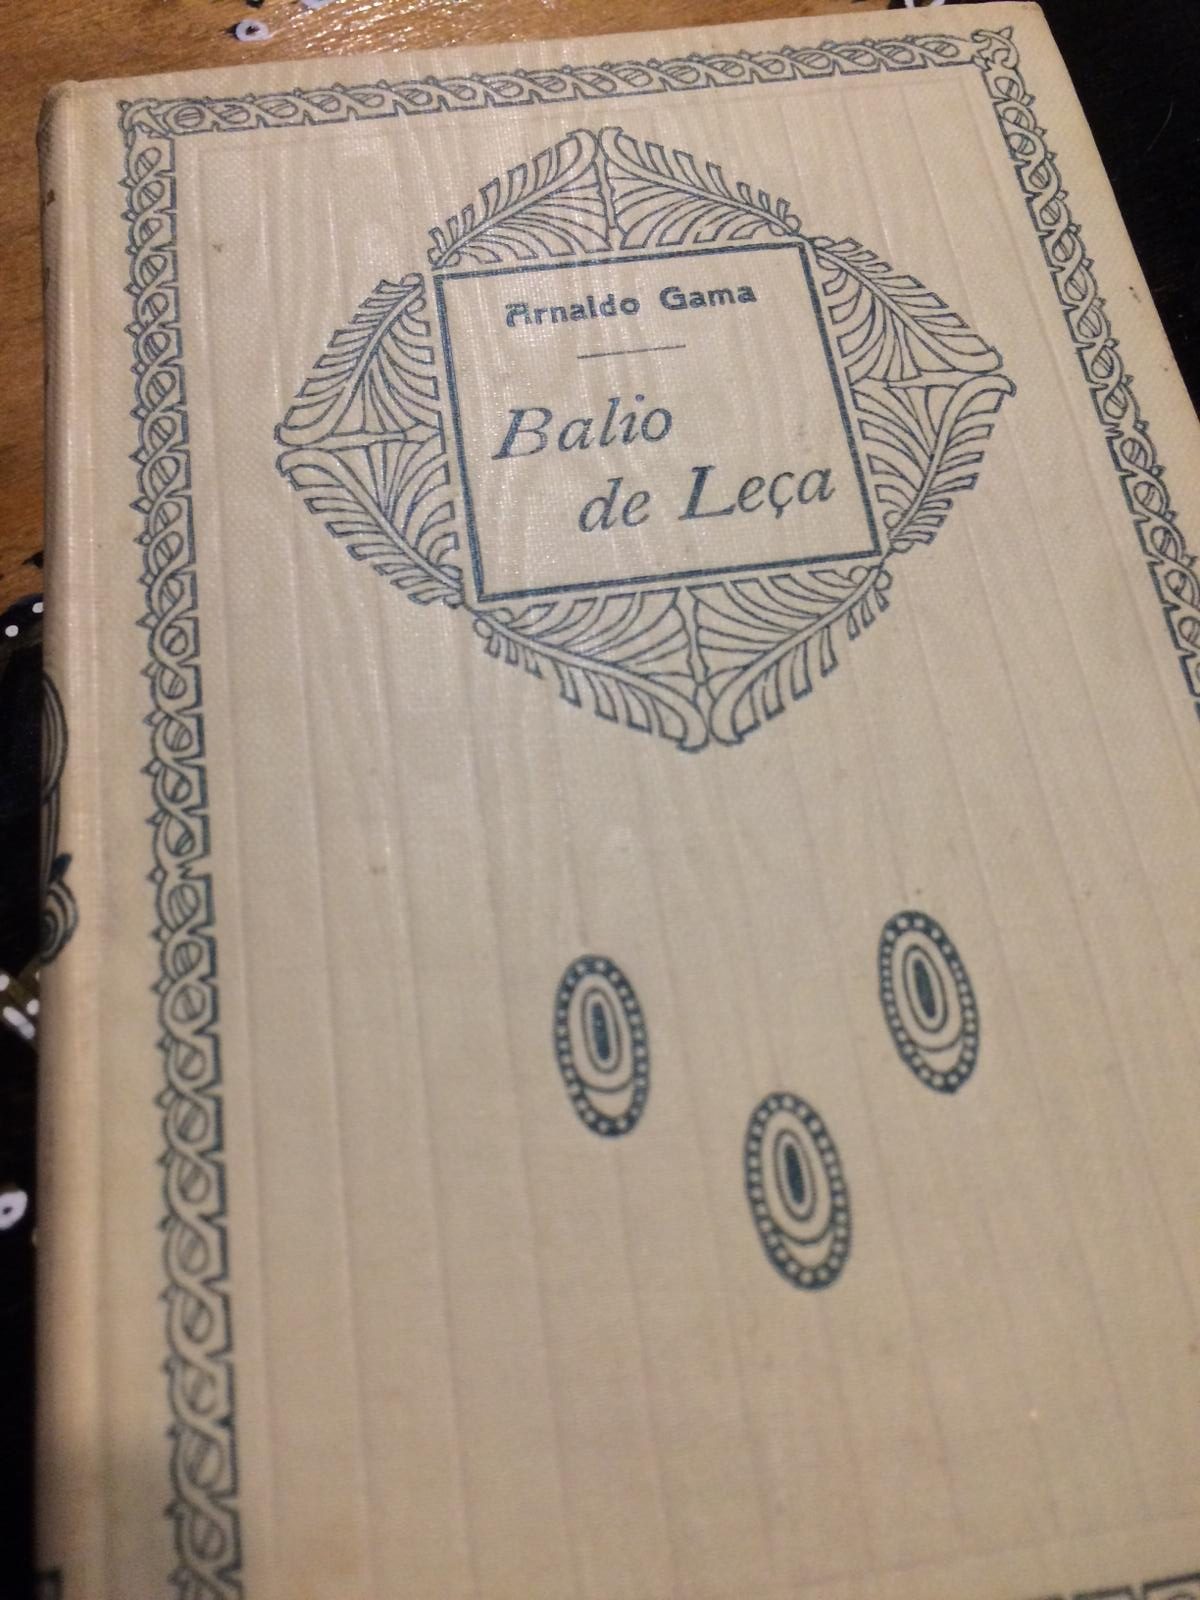 Arnaldo Gama
Balio
de Leça